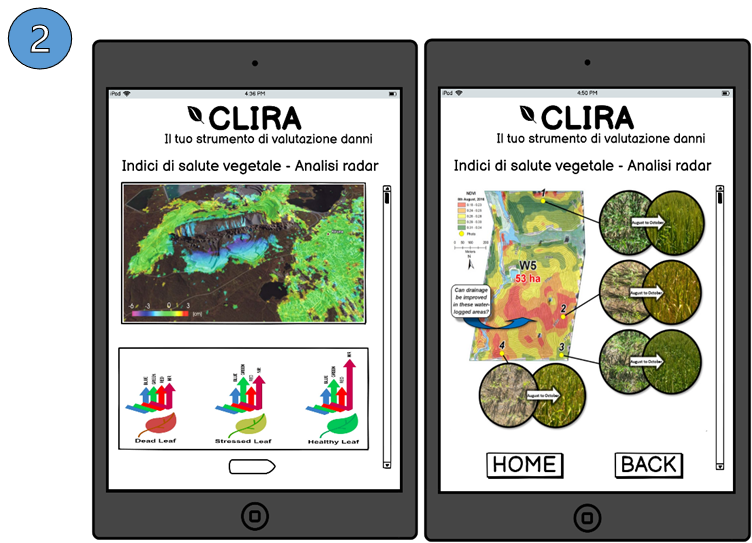 2
iPod
4:36 PM
CLIRA
Il tuo strumento di valutazione danni
Indici di salute vegetale - Analisi radar
-3
0
3
[cm]
BLUE
GREEN
RED
NIR
BLUE
GREEN
RED
NIR
BLUE
GREEN
RED
NIR
Dead Leaf
Stressed Leaf
Healthy Leaf
iPod
4:50 PM
CLIRA
Il tuo strumento di valutazione danni
Indici di salute vegetale - Analisi radar
NDVI
Photo
1
W5
53 ha
Can drainage
be improved
in these water-
logged areas?
2
3
4
August to October
August to October
August to October
August to October
HOME
BACK